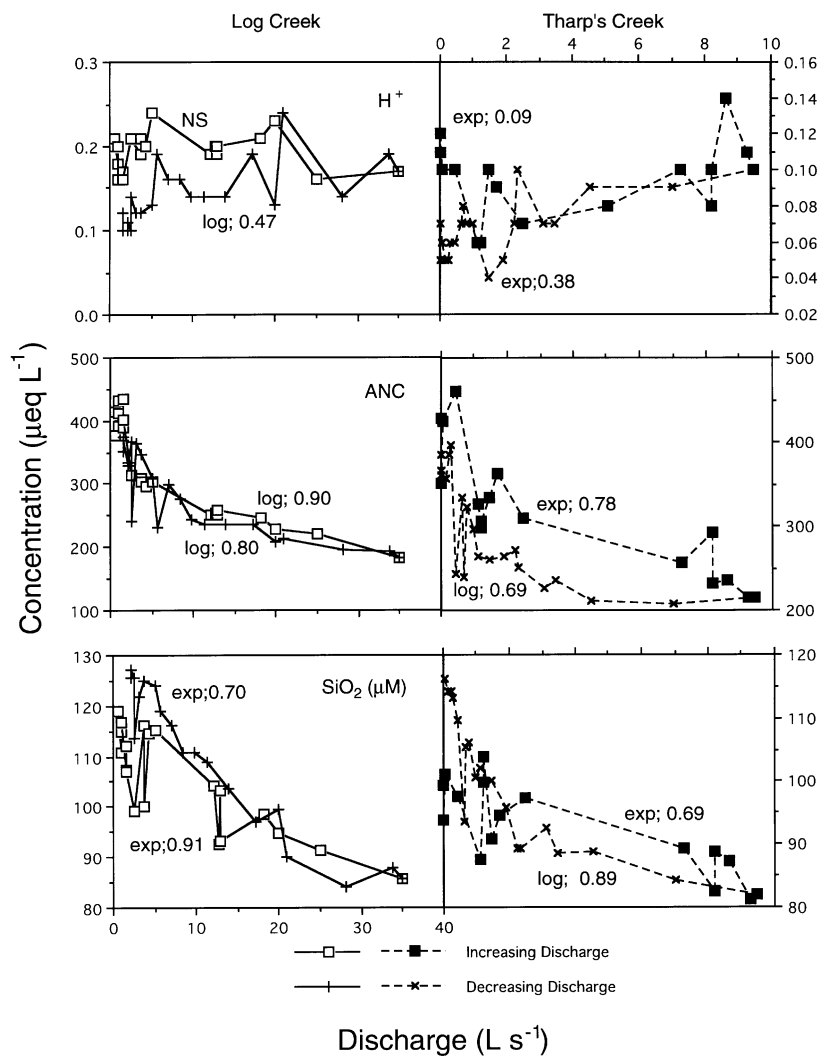 Log Creek Tharp's Creek
0 2 4 6 8 10
0.3 0.16
H+ 0.14
NS exp; 0.09 0.12
0.2 0.10
0.08
0.1 log; 0.47 0.06
exp;0.38 0.04
0.0 0.02
Concentration (µeq L-1)
500 500
ANC
400 400
log; 0.90 exp; 0.78
300 300
log; 0.80 log; 0.69
200 200
100
130 120
SiO2 (µM)
exp;0.70
120 110
110 100
exp; 0.69
100 90
exp;0.91 log; 0.89
90
80 80
0 10 20 30 40
Increasing Discharge
Decreasing Discharge
Discharge (L s-1)